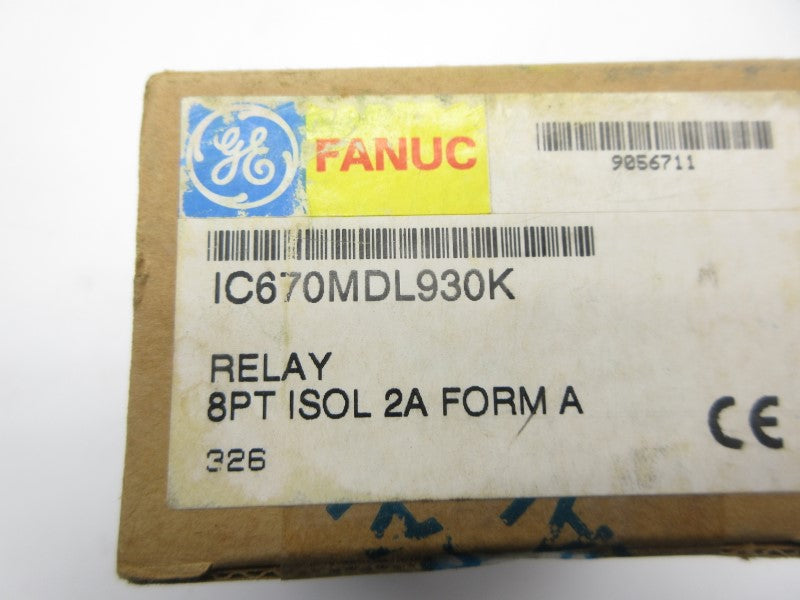 GE FANUC
9056711
IC670MDL930K
RELAY
8PT ISOL 2A FORM A
326
CE